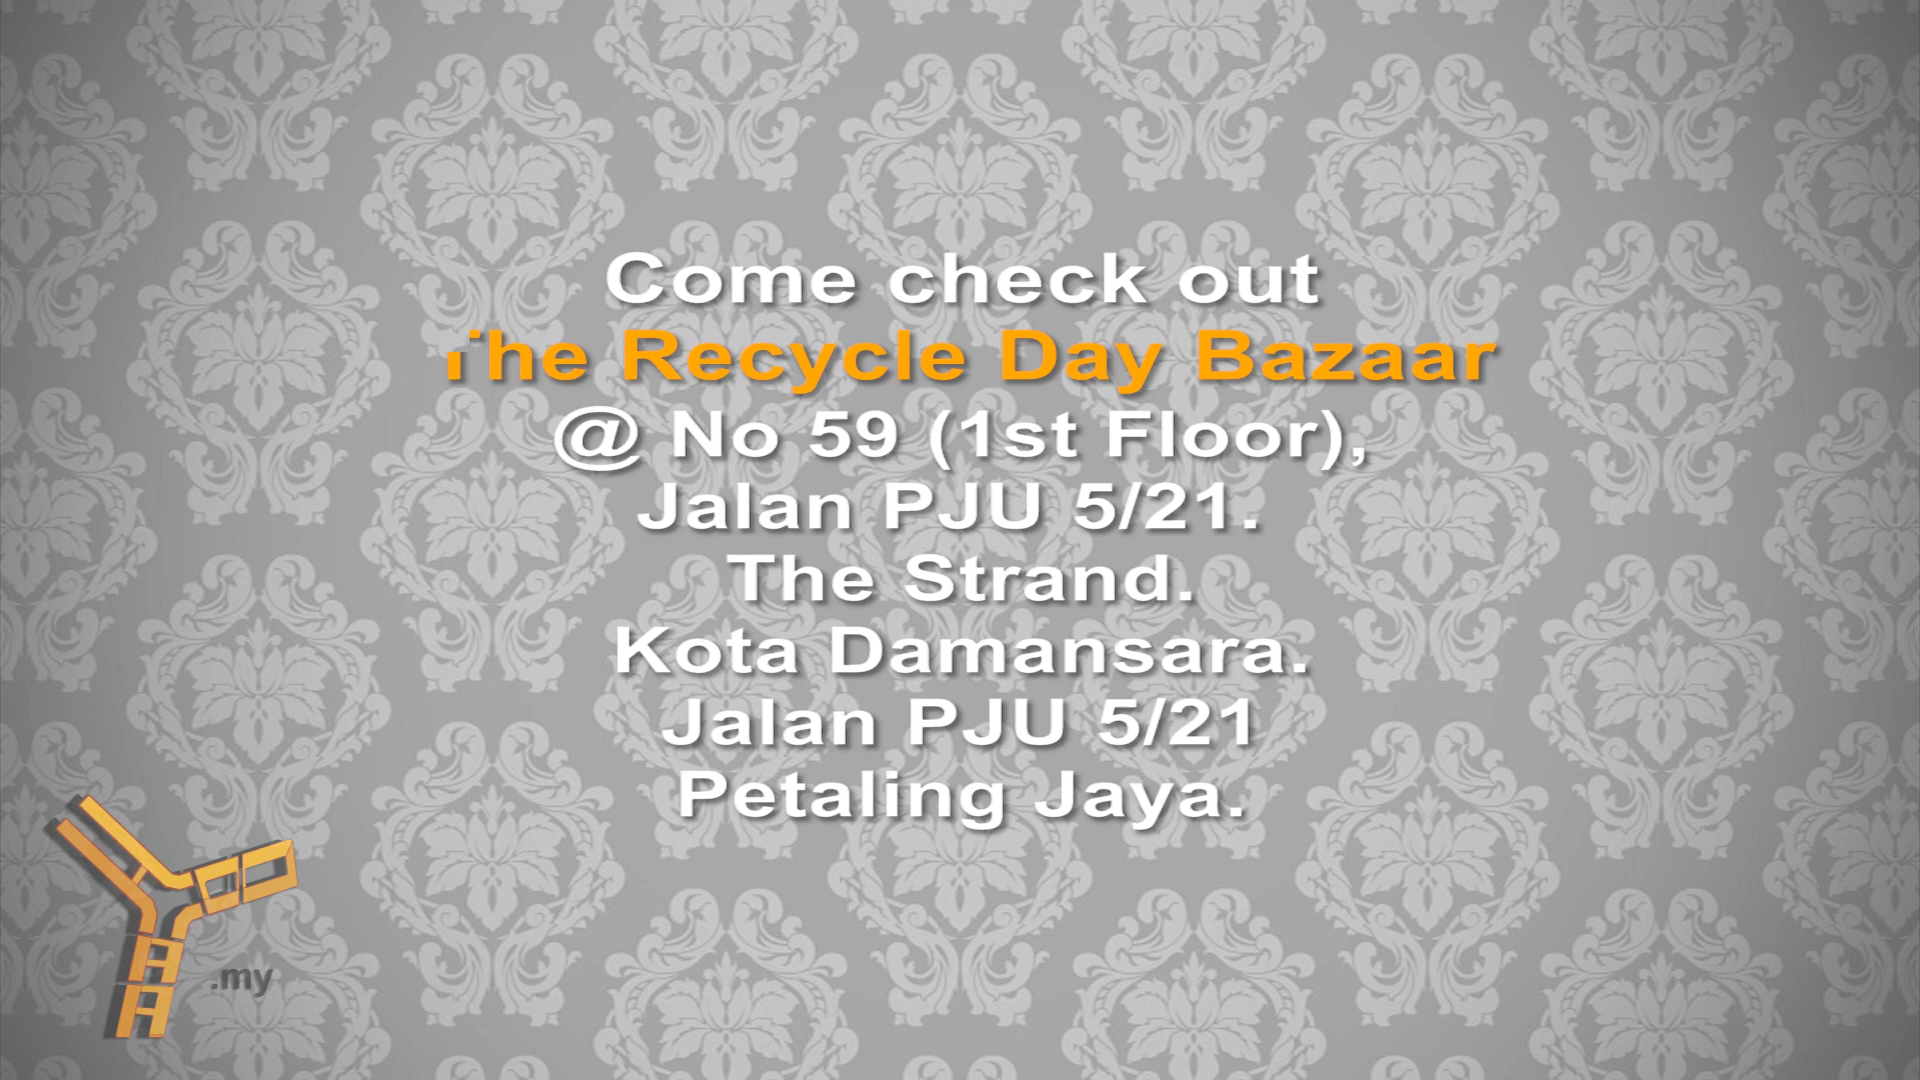 Come check out
The Recycle Day Bazaar
@ No 59 (1st Floor),
Jalan PJU 5/21.
The Strand.
Kota Damansara.
Jalan PJU 5/21
Petaling Jaya.
.my